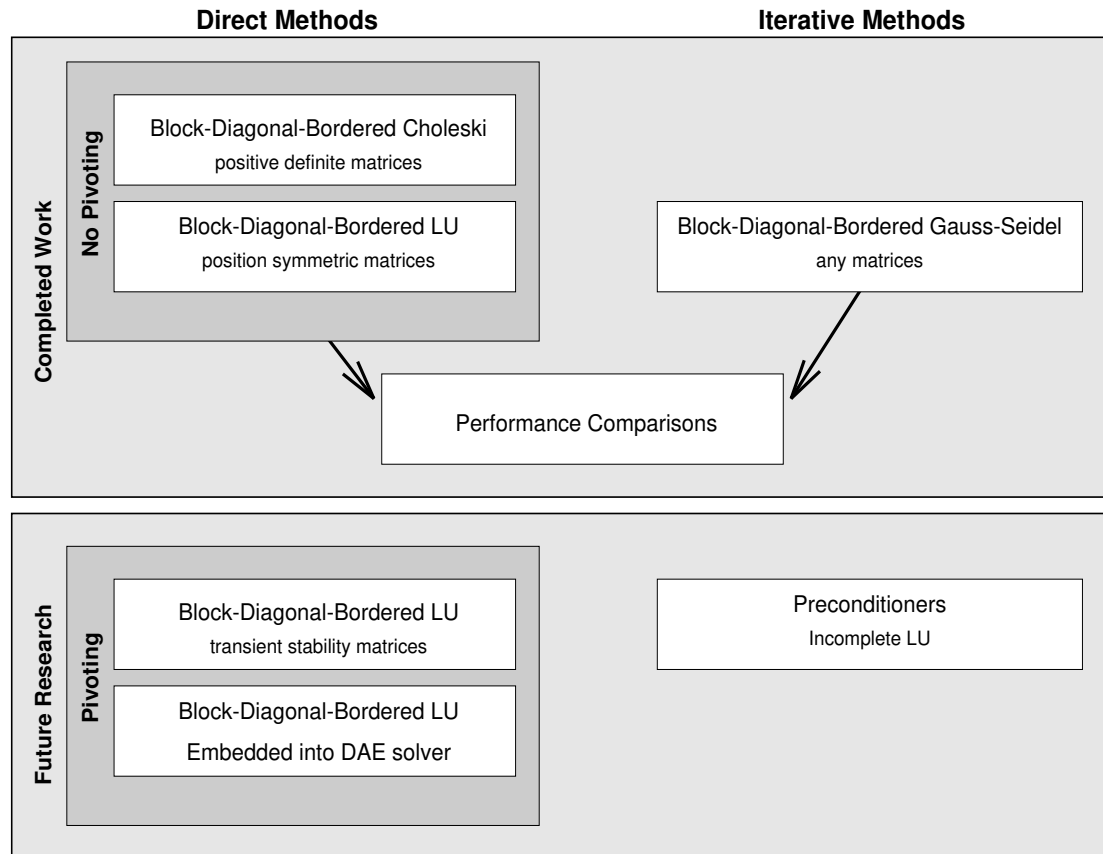 Direct Methods
Iterative Methods
Completed Work
No Pivoting
Block-Diagonal-Bordered Choleski
positive definite matrices
Block-Diagonal-Bordered LU
position symmetric matrices
Block-Diagonal-Bordered Gauss-Seidel
any matrices
Performance Comparisons
Future Research
Pivoting
Block-Diagonal-Bordered LU
transient stability matrices
Block-Diagonal-Bordered LU
Embedded into DAE solver
Preconditioners
Incomplete LU